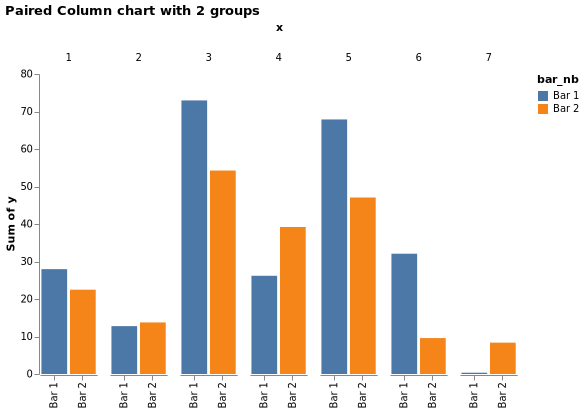 Paired Column chart with 2 groups
x
1 2 3 4 5 6 7
bar_nb
Bar 1
Bar 2
Sum of y
80
70
60
50
40
30
20
10
0
Bar 1 Bar 2 Bar 1 Bar 2 Bar 1 Bar 2 Bar 1 Bar 2 Bar 1 Bar 2 Bar 1 Bar 2 Bar 1 Bar 2